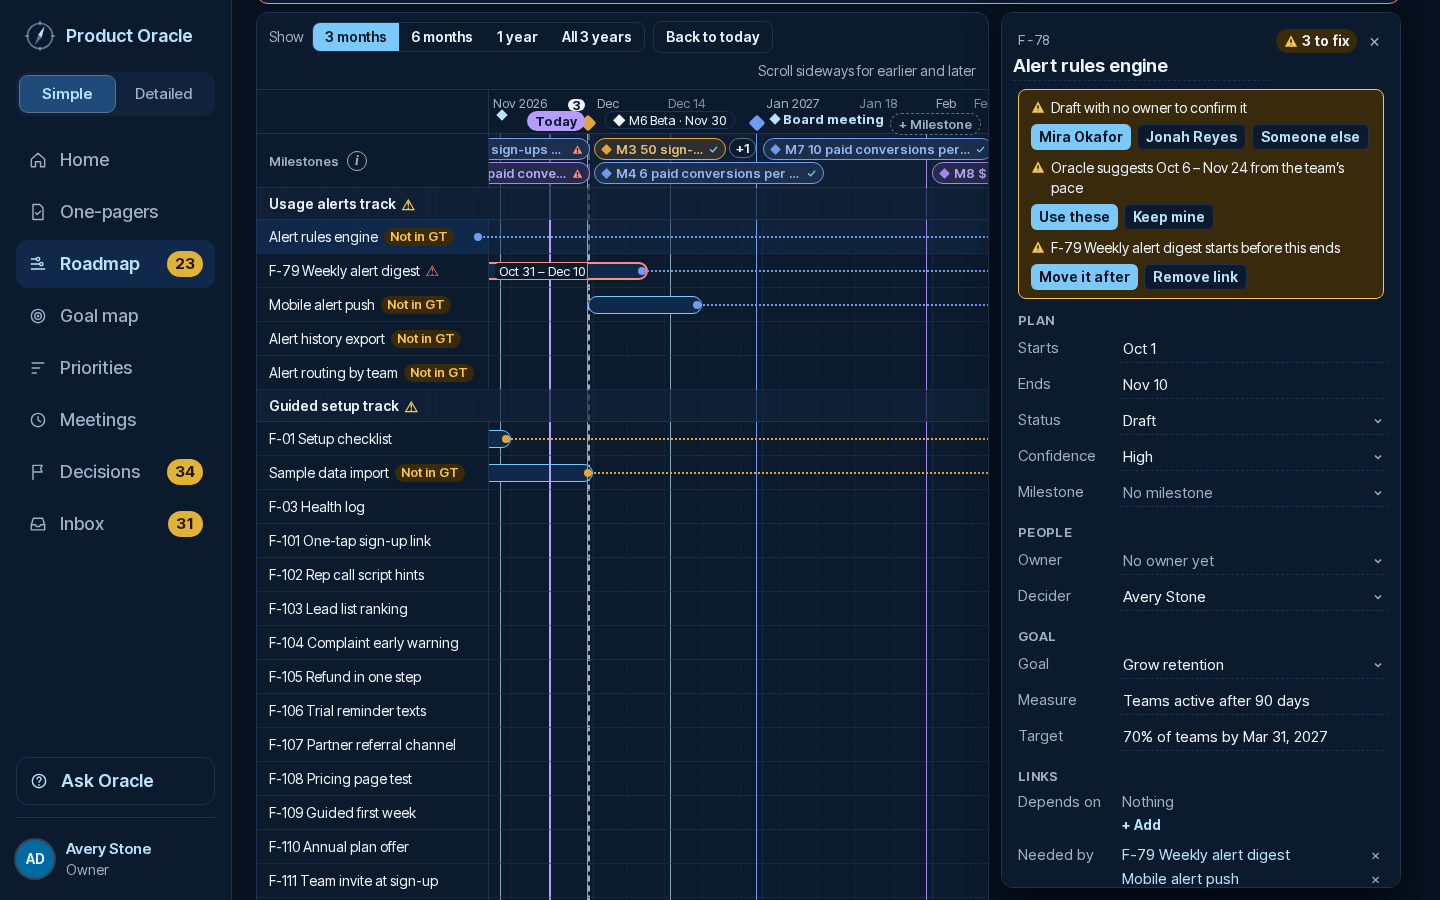 Product Oracle
Simple
Detailed
Home
One-pagers
Roadmap
23
Goal map
Priorities
Meetings
Decisions
34
Inbox
31
Ask Oracle
AD
Avery Stone
Owner
Show
3 months
6 months
1 year
All 3 years
Back to today
Scroll sideways for earlier and later
Nov 2026
3
Dec
Dec 14
Jan 2027
Jan 18
Feb
Today
M6 Beta · Nov 30
Board meeting
+ Milestone
Milestones
i
sign-ups ...
M3 50 sign-...
+1
M7 10 paid conversions per...
paid conve...
M4 6 paid conversions per ...
M8 $
Usage alerts track
Alert rules engine
Not in GT
F-79 Weekly alert digest
Oct 31 – Dec 10
Mobile alert push
Not in GT
Alert history export
Not in GT
Alert routing by team
Not in GT
Guided setup track
F-01 Setup checklist
Sample data import
Not in GT
F-03 Health log
F-101 One-tap sign-up link
F-102 Rep call script hints
F-103 Lead list ranking
F-104 Complaint early warning
F-105 Refund in one step
F-106 Trial reminder texts
F-107 Partner referral channel
F-108 Pricing page test
F-109 Guided first week
F-110 Annual plan offer
F-111 Team invite at sign-up
F-78
3 to fix
×
Alert rules engine
Draft with no owner to confirm it
Mira Okafor
Jonah Reyes
Someone else
Oracle suggests Oct 6 – Nov 24 from the team's
pace
Use these
Keep mine
F-79 Weekly alert digest starts before this ends
Move it after
Remove link
PLAN
Starts
Oct 1
Ends
Nov 10
Status
Draft
Confidence
High
Milestone
No milestone
PEOPLE
Owner
No owner yet
Decider
Avery Stone
GOAL
Goal
Grow retention
Measure
Teams active after 90 days
Target
70% of teams by Mar 31, 2027
LINKS
Depends on
Nothing
+ Add
Needed by
F-79 Weekly alert digest
×
Mobile alert push
×